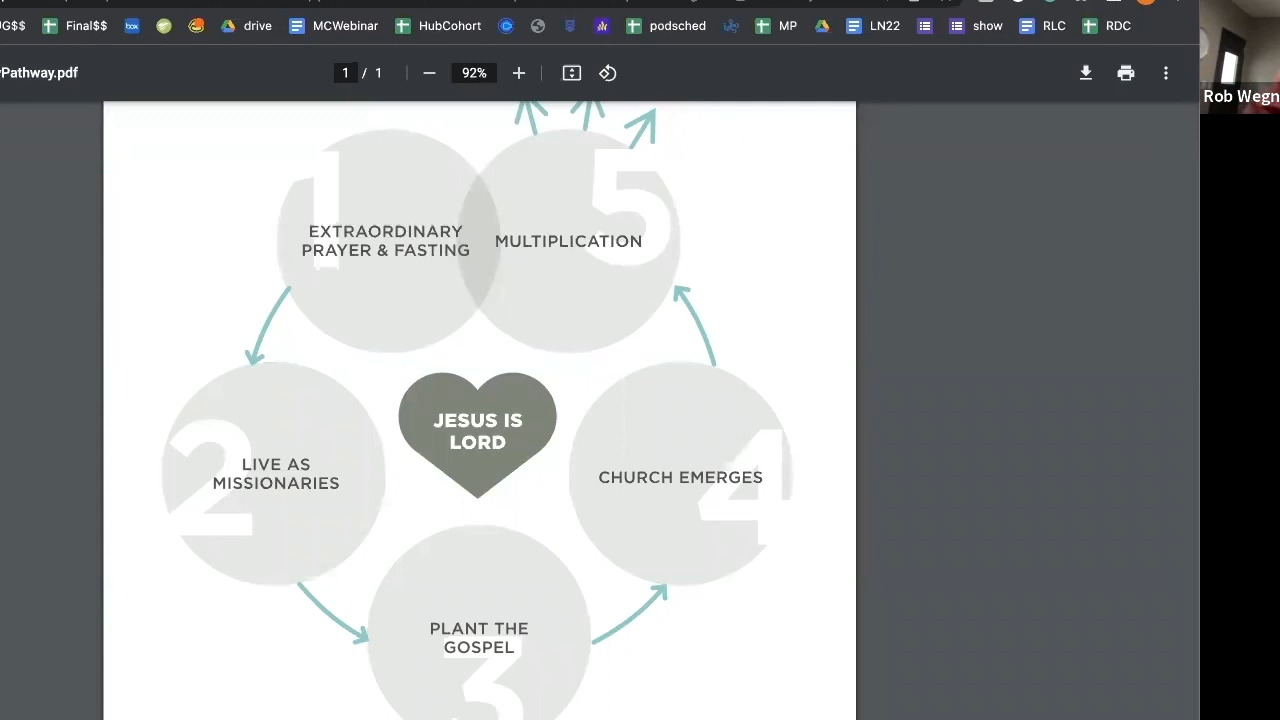 G$$ Final$$ box drive MCWebinar HubCohort podsched MP LN22 show RLC RDC
Pathway.pdf 1 / 1 92%
Rob Wegn
1
EXTRAORDINARY
PRAYER & FASTING
5
MULTIPLICATION
JESUS IS
LORD
2
LIVE AS
MISSIONARIES
4
CHURCH EMERGES
PLANT THE
GOSPEL
3